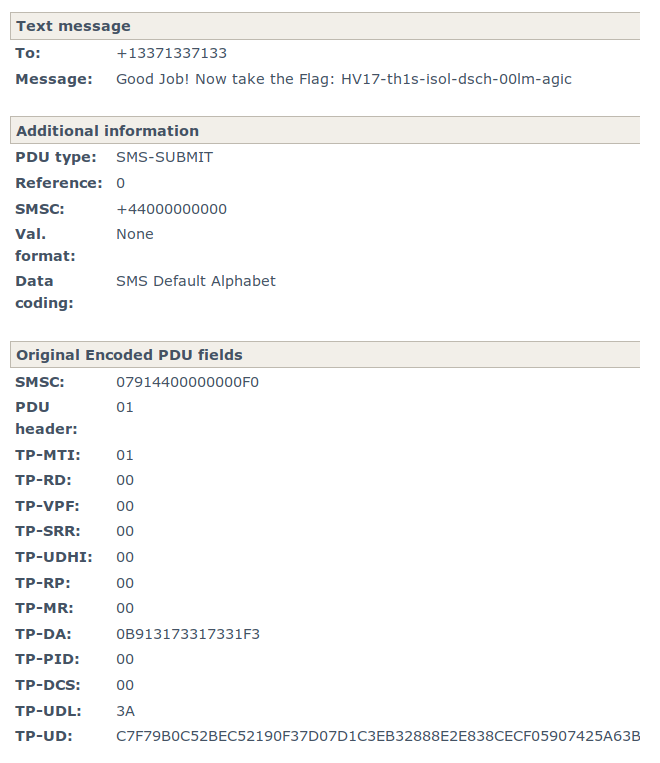 Text message
To: +13371337133
Message: Good Job! Now take the Flag: HV17-th1s-isol-dsch-00lm-agic
Additional information
PDU type: SMS-SUBMIT
Reference: 0
SMSC: +44000000000
Val. format: None
Data coding: SMS Default Alphabet
Original Encoded PDU fields
SMSC: 07914400000000F0
PDU header: 01
TP-MTI: 01
TP-RD: 00
TP-VPF: 00
TP-SRR: 00
TP-UDHI: 00
TP-RP: 00
TP-MR: 00
TP-DA: 0B913173317331F3
TP-PID: 00
TP-DCS: 00
TP-UDL: 3A
TP-UD: C7F79B0C52BEC52190F37D07D1C3EB32888E2E838CECF05907425A63B